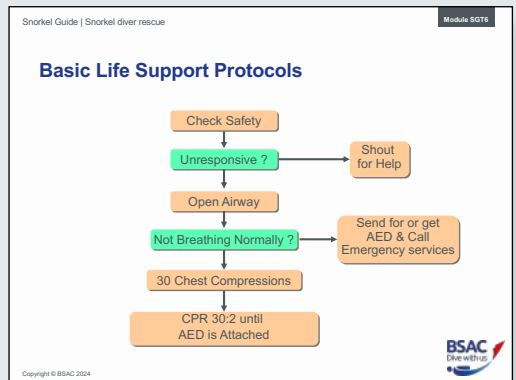 Snorkel Guide | Snorkel diver rescue
Module SGT6
Basic Life Support Protocols
Check Safety
Unresponsive ?
Shout
for Help
Open Airway
Not Breathing Normally ?
Send for or get
AED & Call
Emergency services
30 Chest Compressions
CPR 30:2 until
AED is Attached
BSAC
Dive with us
Copyright © BSAC 2024